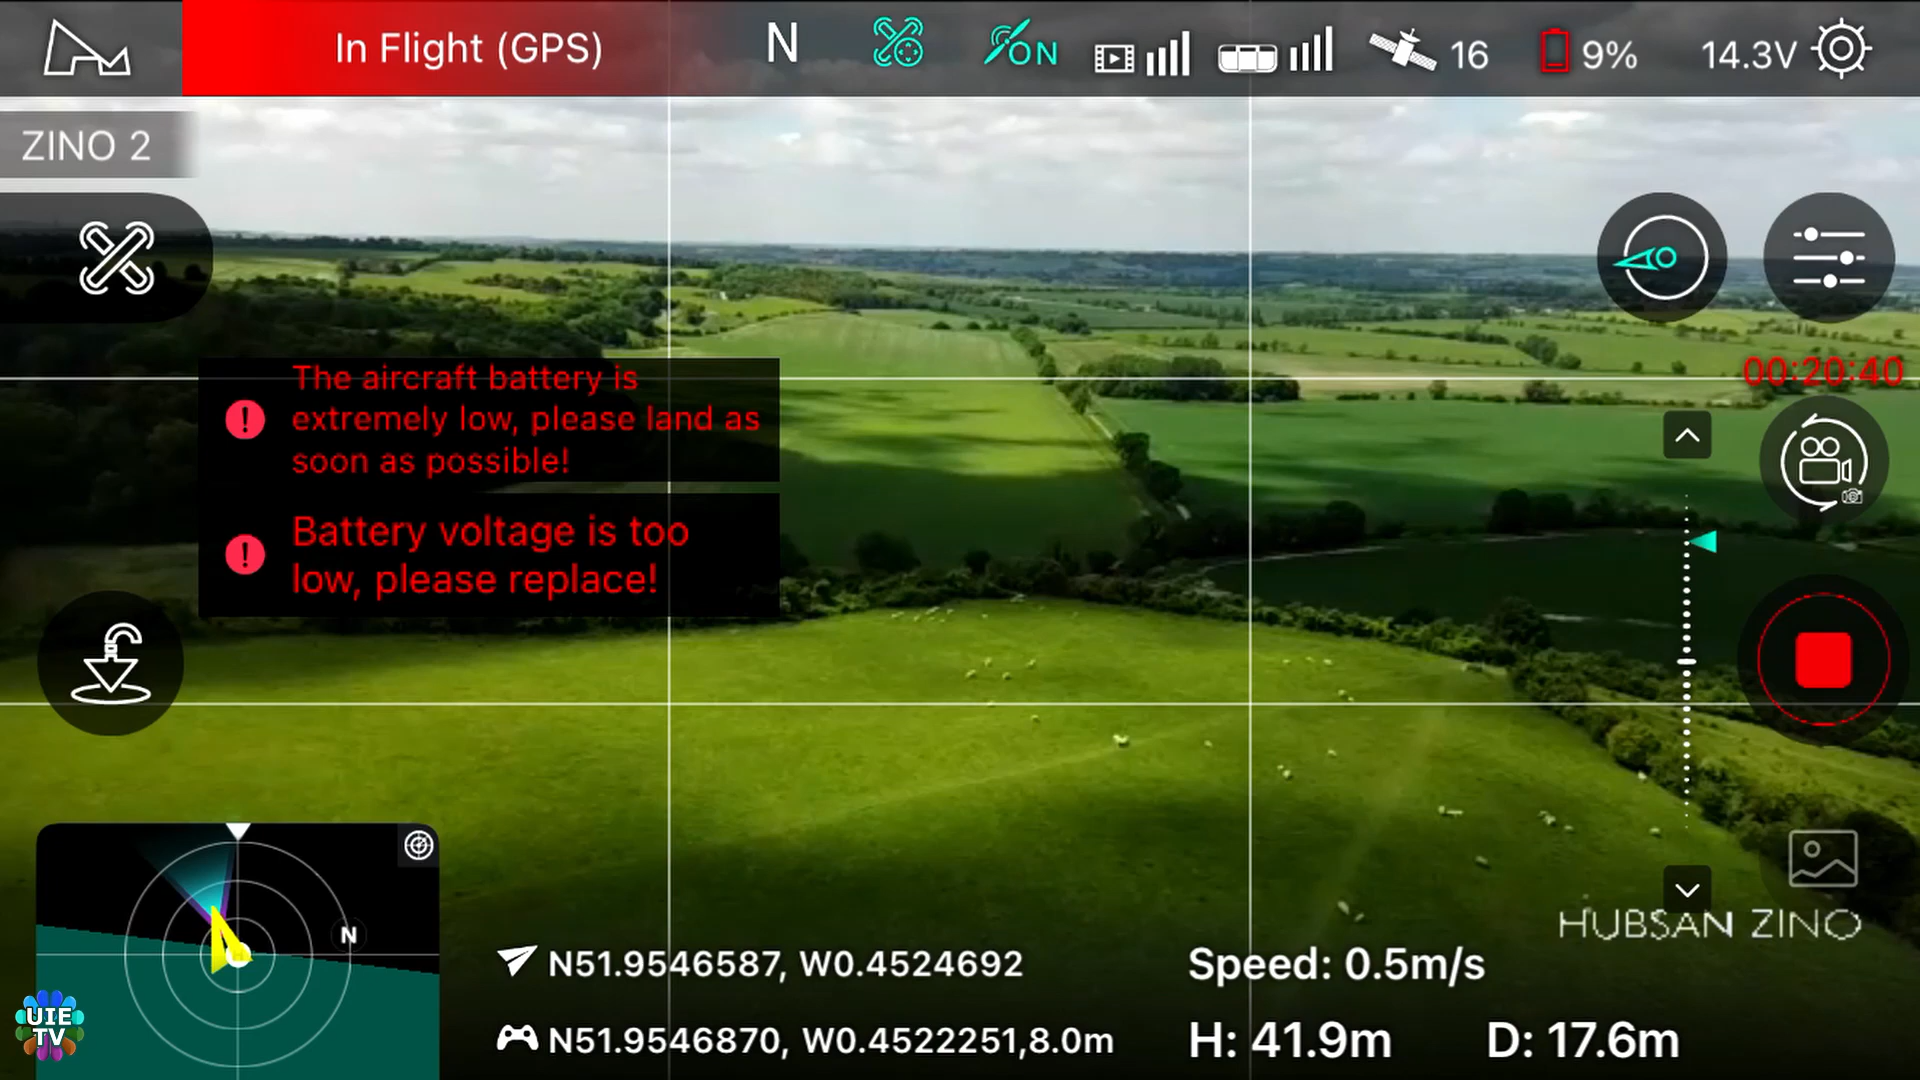 In Flight (GPS)
N
ON
16
9%
14.3V
ZINO 2
The aircraft battery is
extremely low, please land as
soon as possible!
Battery voltage is too
low, please replace!
00:20:40
N
HUBSAN ZINO
N51.9546587, W0.4524692
Speed: 0.5m/s
N51.9546870, W0.4522251,8.0m
H: 41.9m
D: 17.6m
UIE
TV